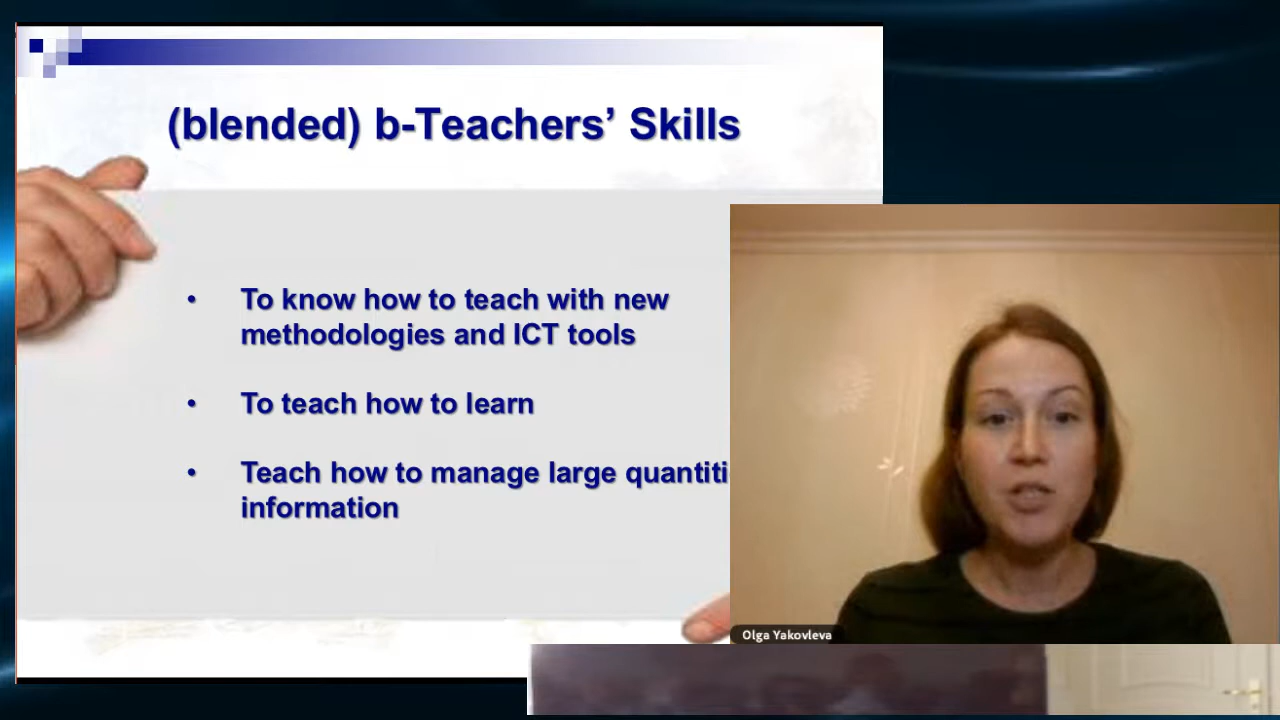 (blended) b-Teachers’ Skills
• To know how to teach with new
methodologies and ICT tools
• To teach how to learn
• Teach how to manage large quantiti
information
Olga Yakovleva